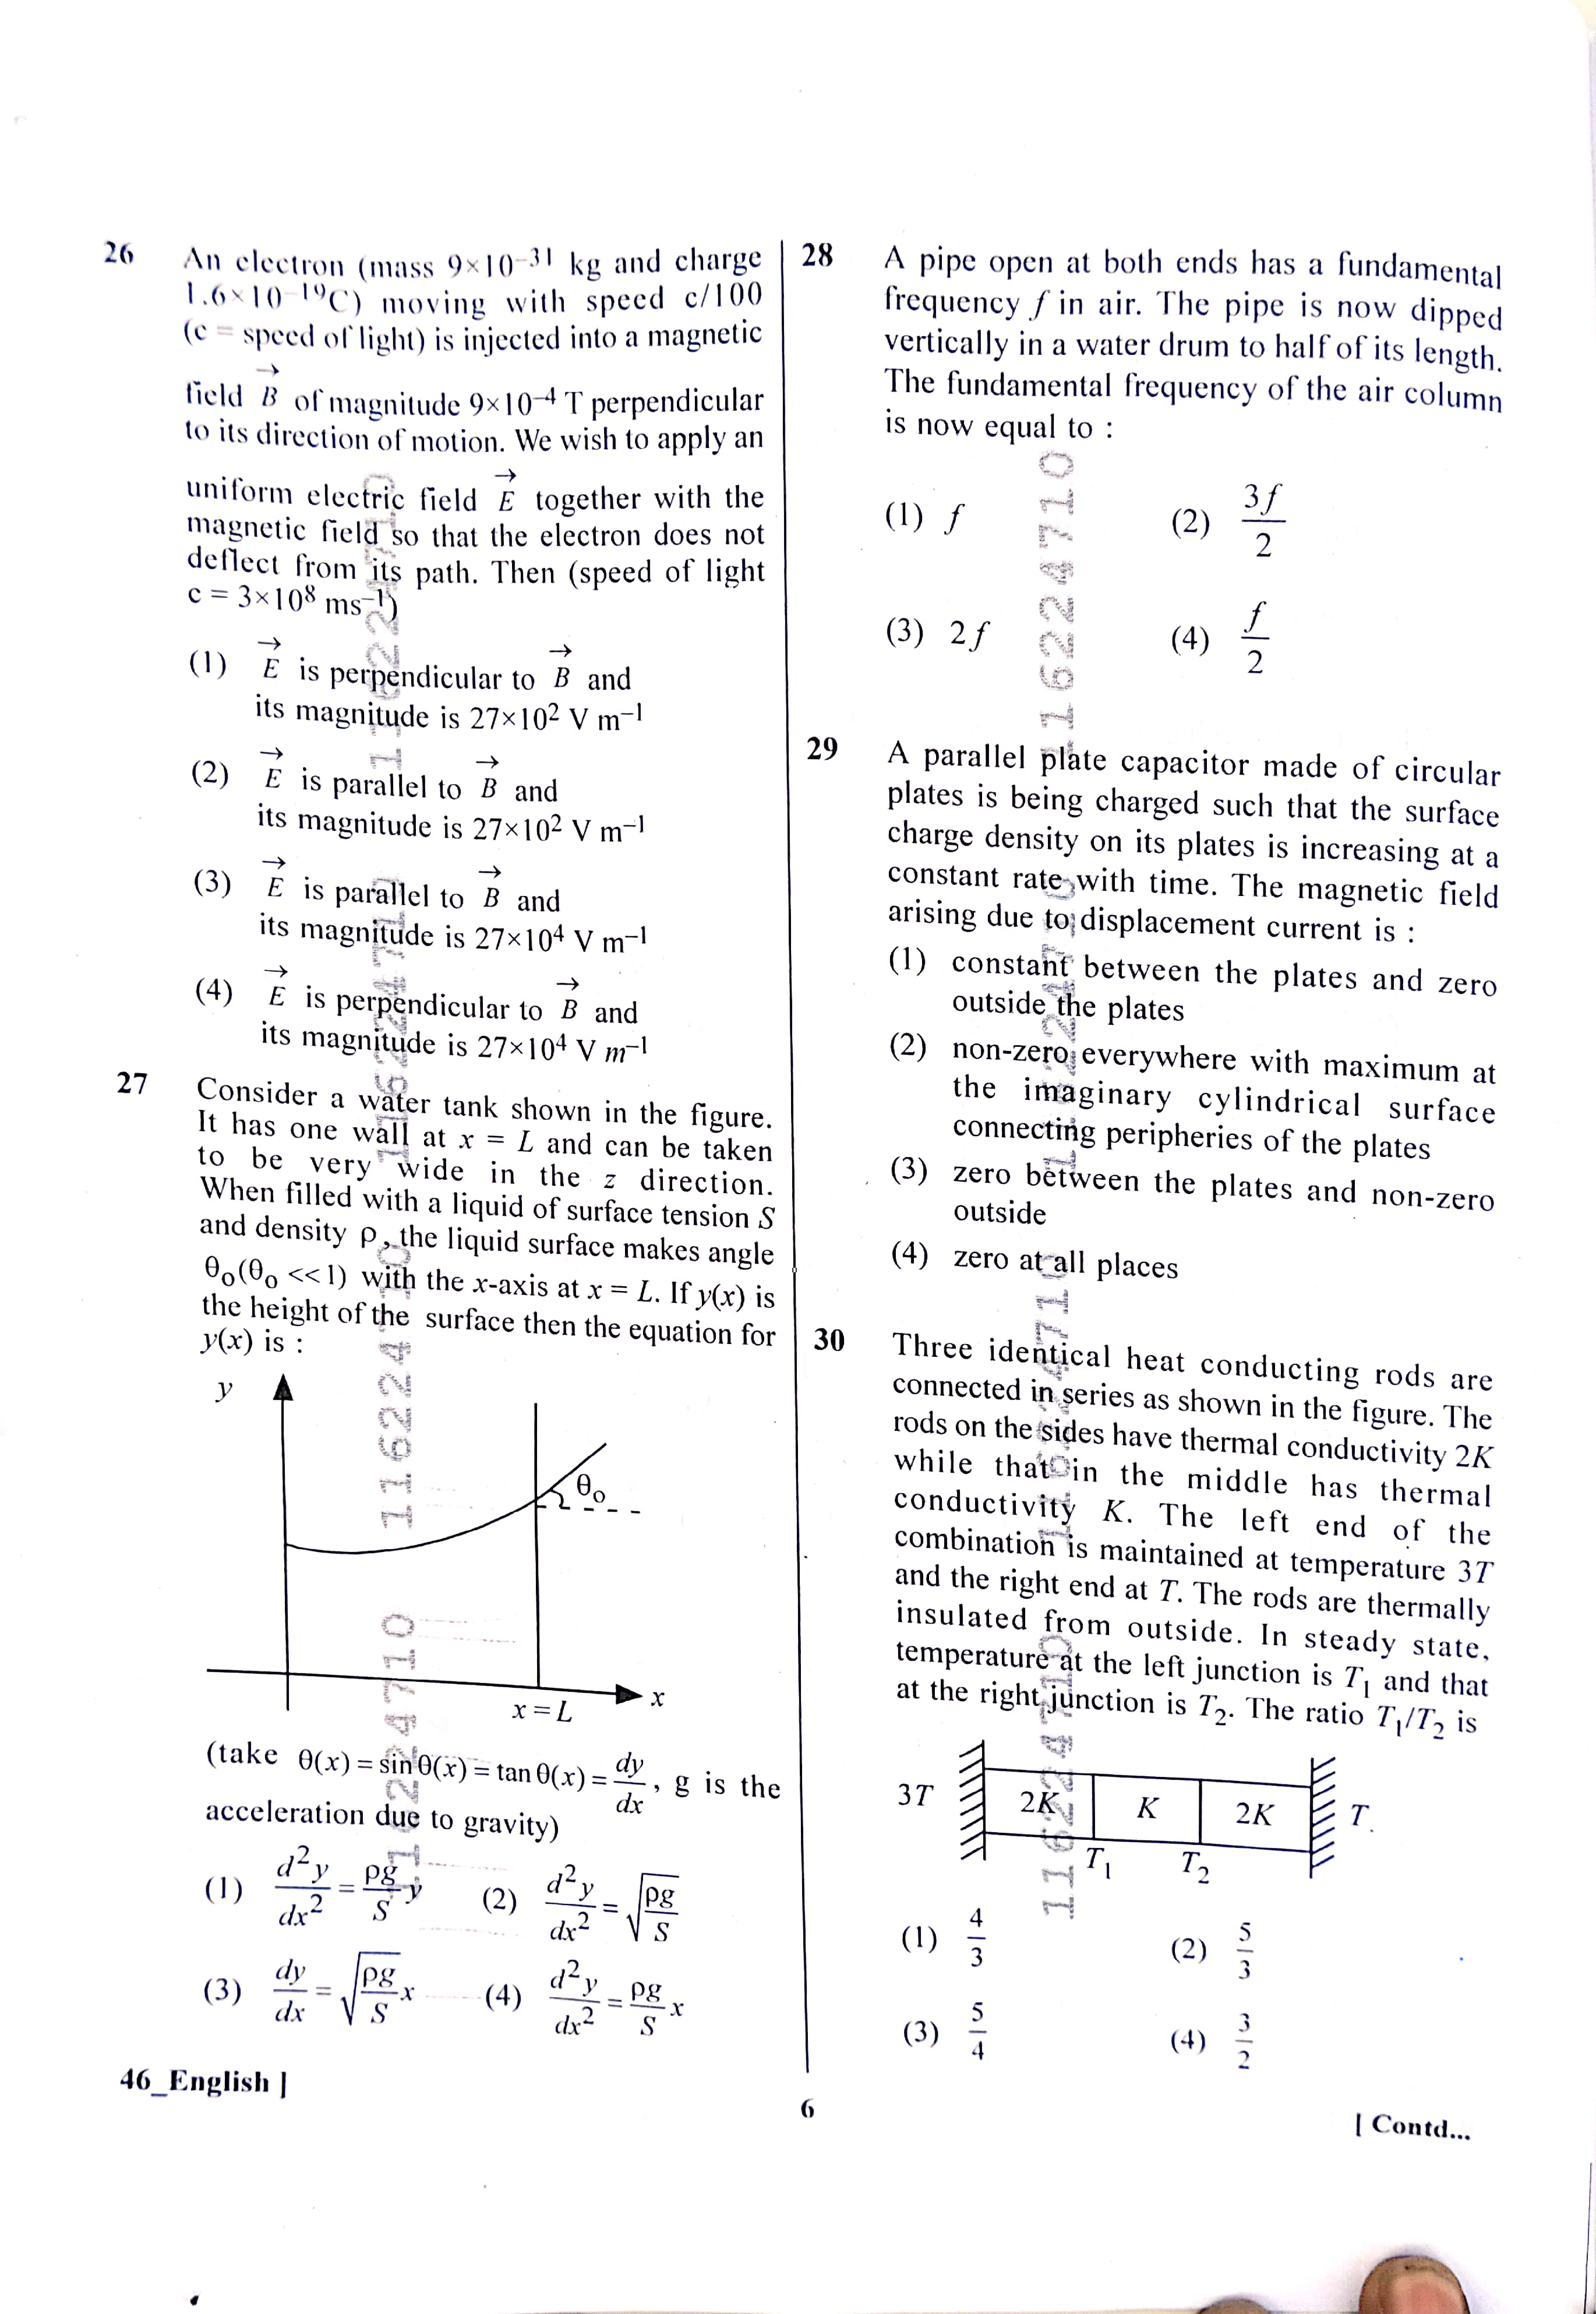 26 An electron (mass 9×10⁻³¹ kg and charge
1.6×10⁻¹⁹C) moving with speed c/100
(c = speed of light) is injected into a magnetic
field B⃗ of magnitude 9×10⁻⁴ T perpendicular
to its direction of motion. We wish to apply an
uniform electric field E⃗ together with the
magnetic field so that the electron does not
deflect from its path. Then (speed of light
c = 3×10⁸ ms⁻¹)
(1) E⃗ is perpendicular to B⃗ and
its magnitude is 27×10² V m⁻¹
(2) E⃗ is parallel to B⃗ and
its magnitude is 27×10² V m⁻¹
(3) E⃗ is parallel to B⃗ and
its magnitude is 27×10⁴ V m⁻¹
(4) E⃗ is perpendicular to B⃗ and
its magnitude is 27×10⁴ V m⁻¹
27 Consider a water tank shown in the figure.
It has one wall at x = L and can be taken
to be very wide in the z direction.
When filled with a liquid of surface tension S
and density ρ, the liquid surface makes angle
θ₀(θ₀ <<1) with the x-axis at x = L. If y(x) is
the height of the surface then the equation for
y(x) is :
y
θ₀
x = L
x
(take θ(x) = sinθ(x) = tanθ(x) = dy/dx, g is the
acceleration due to gravity)
(1) d²y/dx² = ρg/S y (2) d²y/dx² = √(ρg/S)
(3) dy/dx = √(ρg/S) x (4) d²y/dx² = ρg/S x
46_English ]
28 A pipe open at both ends has a fundamental
frequency f in air. The pipe is now dipped
vertically in a water drum to half of its length.
The fundamental frequency of the air column
is now equal to :
(1) f (2) 3f/2
(3) 2f (4) f/2
29 A parallel plate capacitor made of circular
plates is being charged such that the surface
charge density on its plates is increasing at a
constant rate with time. The magnetic field
arising due to displacement current is :
(1) constant between the plates and zero
outside the plates
(2) non-zero everywhere with maximum at
the imaginary cylindrical surface
connecting peripheries of the plates
(3) zero between the plates and non-zero
outside
(4) zero at all places
30 Three identical heat conducting rods are
connected in series as shown in the figure. The
rods on the sides have thermal conductivity 2K
while that in the middle has thermal
conductivity K. The left end of the
combination is maintained at temperature 3T
and the right end at T. The rods are thermally
insulated from outside. In steady state,
temperature at the left junction is T₁ and that
at the right junction is T₂. The ratio T₁/T₂ is
3T 2K K 2K T
T₁ T₂
(1) 4/3 (2) 5/3
(3) 5/4 (4) 3/2
6
[ Contd...